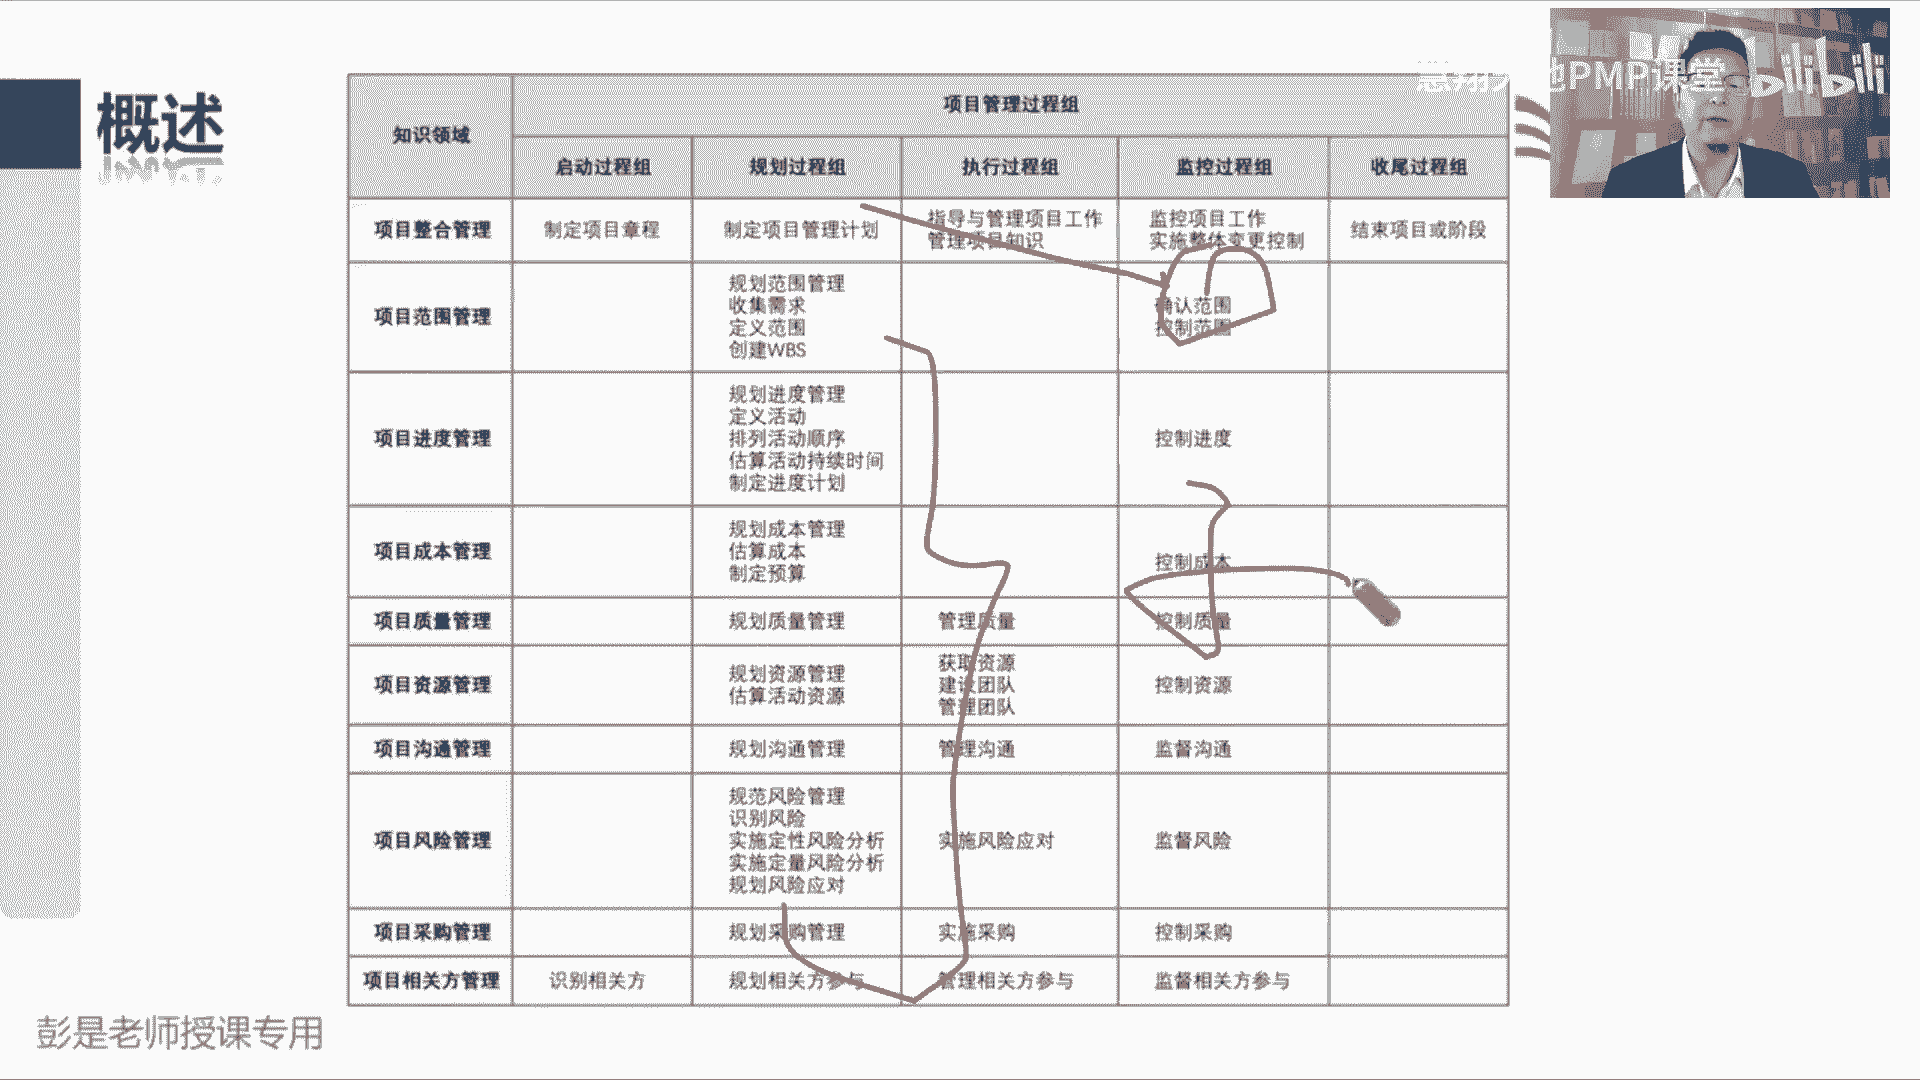 概述
慧翔天地PMP课堂 bilibili
知识领域
项目管理过程组
启动过程组 规划过程组 执行过程组 监控过程组 收尾过程组
项目整合管理
制定项目章程
制定项目管理计划
指导与管理项目工作
管理项目知识
监控项目工作
实施整体变更控制
结束项目或阶段
项目范围管理
规划范围管理
收集需求
定义范围
创建WBS
确认范围
控制范围
项目进度管理
规划进度管理
定义活动
排列活动顺序
估算活动持续时间
制定进度计划
控制进度
项目成本管理
规划成本管理
估算成本
制定预算
控制成本
项目质量管理
规划质量管理
管理质量
控制质量
项目资源管理
规划资源管理
估算活动资源
获取资源
建设团队
管理团队
控制资源
项目沟通管理
规划沟通管理
管理沟通
监督沟通
项目风险管理
规范风险管理
识别风险
实施定性风险分析
实施定量风险分析
规划风险应对
实施风险应对
监督风险
项目采购管理
规划采购管理
实施采购
控制采购
项目相关方管理
识别相关方
规划相关方参与
管理相关方参与
监督相关方参与
彭是老师授课专用